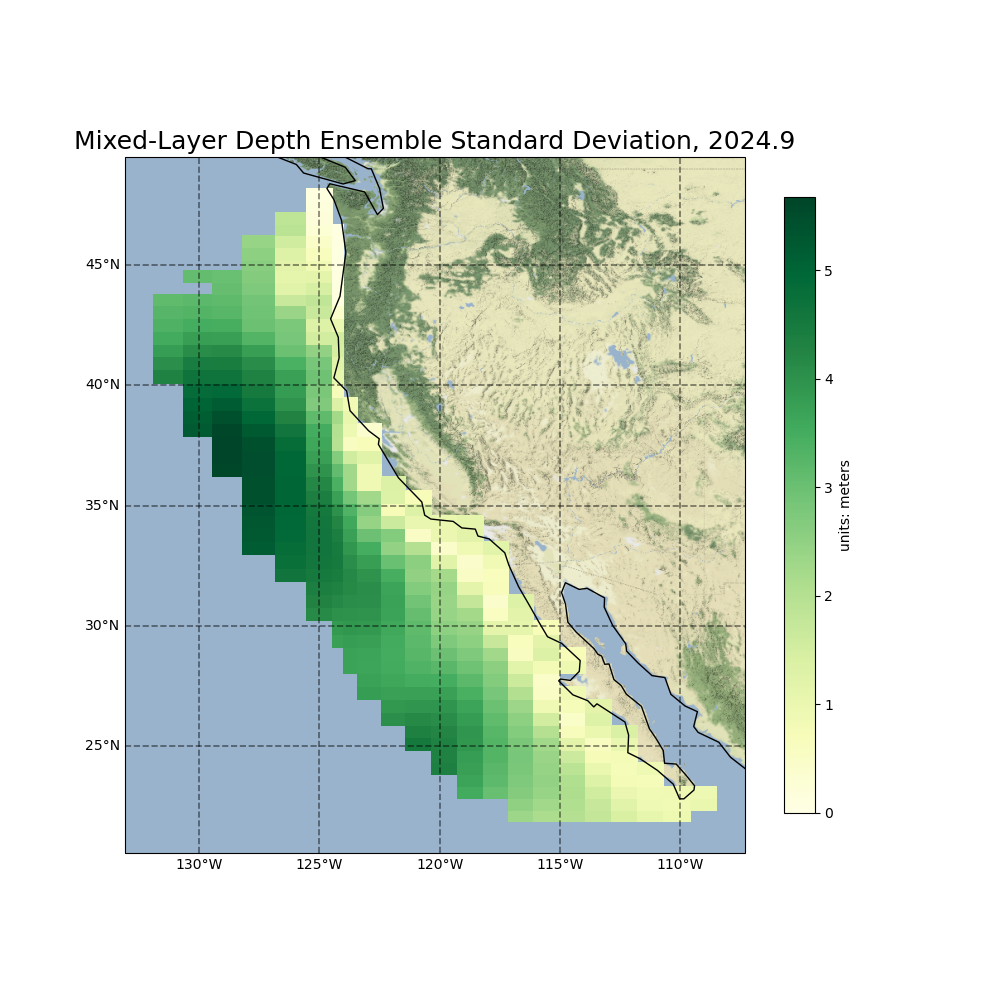 Mixed-Layer Depth Ensemble Standard Deviation, 2024.9
45°N
40°N
35°N
30°N
25°N
130°W
125°W
120°W
115°W
110°W
5
4
3
2
1
0
units: meters